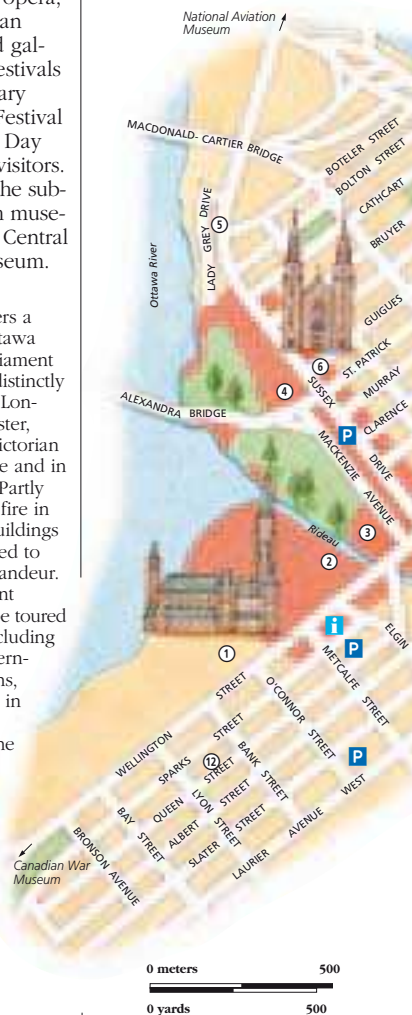 opera,
an
d gal-
estivals
ary
Festival
Day
visitors.
he sub-
n muse-
Central
seum.
ers a
tawa
iament
distinctly
Lon-
ster,
ictorian
e and in
Partly
fire in
uildings
ed to
andeur.
nt
e toured
cluding
ern-
ns,
in
he
National Aviation
Museum
MACDONALD-CARTIER BRIDGE
BOTELER STREET
BOLTON STREET
CATHCART
BRUYER
LADY GREY DRIVE
5
Ottawa River
GUIGUES
6
ST. PATRICK
MURRAY
4
SUSSEX
DRIVE
CLARENCE
ALEXANDRA BRIDGE
P
MACKENZIE
AVENUE
3
Rideau
2
i
P
ELGIN
1
METCALFE STREET
O'CONNOR STREET
P
WELLINGTON STREET
SPARKS STREET
12
BANK STREET
QUEEN STREET
LYON STREET
ALBERT STREET
BAY STREET
SLATER STREET
LAURIER AVENUE WEST
BRONSON AVENUE
Canadian War
Museum
0 meters 500
0 yards 500